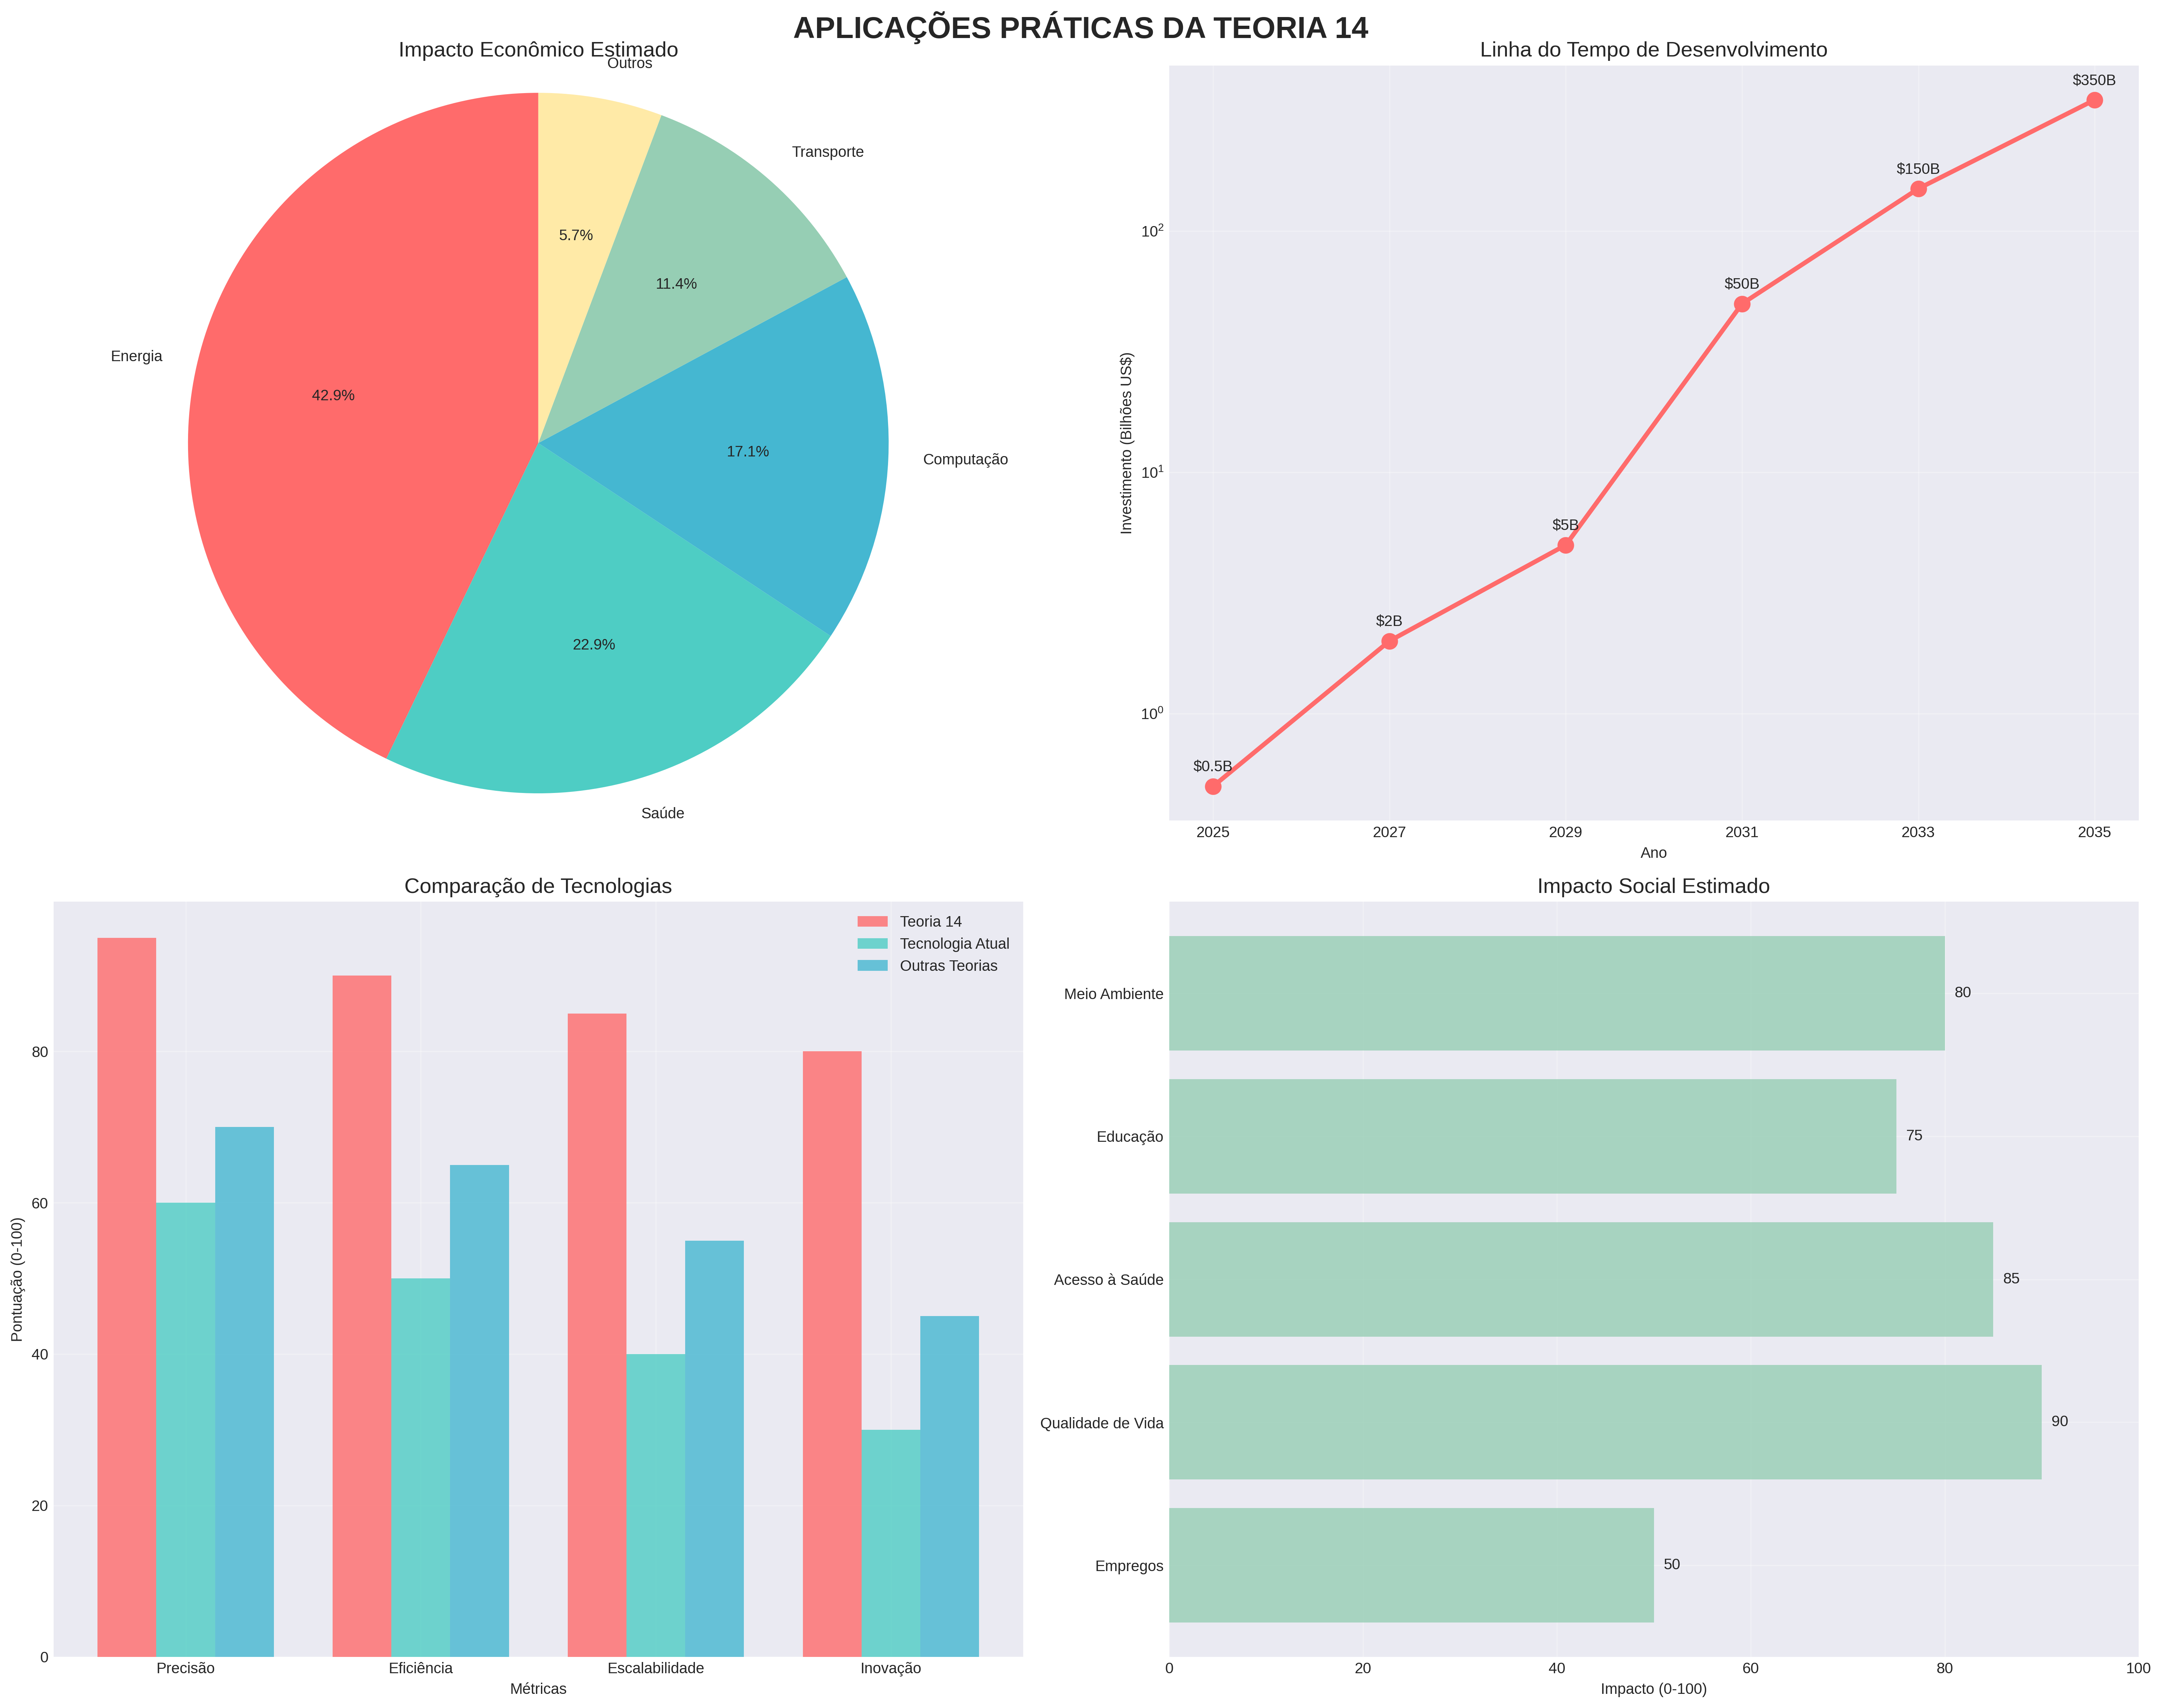 APLICAÇÕES PRÁTICAS DA TEORIA 14
Impacto Econômico Estimado
Outros
Transporte
5.7%
11.4%
Energia
42.9%
17.1%
Computação
22.9%
Saúde
Linha do Tempo de Desenvolvimento
$350B
$150B
10²
$50B
Investimento (Bilhões US$)
10¹
$5B
$2B
10⁰
$0.5B
2025 2027 2029 2031 2033 2035
Ano
Comparação de Tecnologias
Teoria 14
Tecnologia Atual
Outras Teorias
Pontuação (0-100)
80
60
40
20
0
Precisão Eficiência Escalabilidade Inovação
Métricas
Impacto Social Estimado
Meio Ambiente 80
Educação 75
Acesso à Saúde 85
Qualidade de Vida 90
Empregos 50
0 20 40 60 80 100
Impacto (0-100)